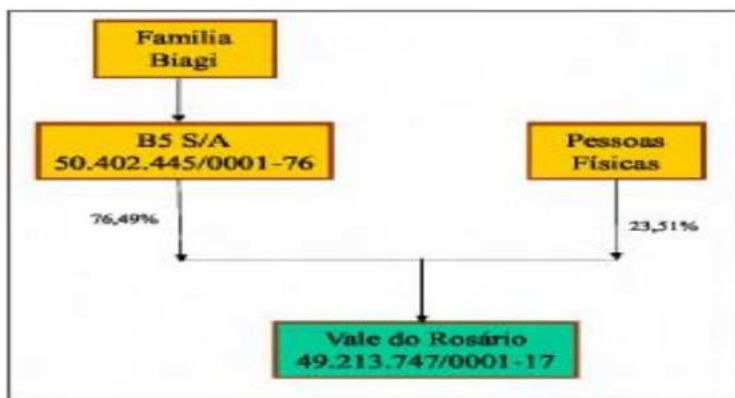 Família
Biagi
B5 S/A
50.402.445/0001-76
Pessoas
Físicas
76,49%
23,51%
Vale do Rosário
49.213.747/0001-17